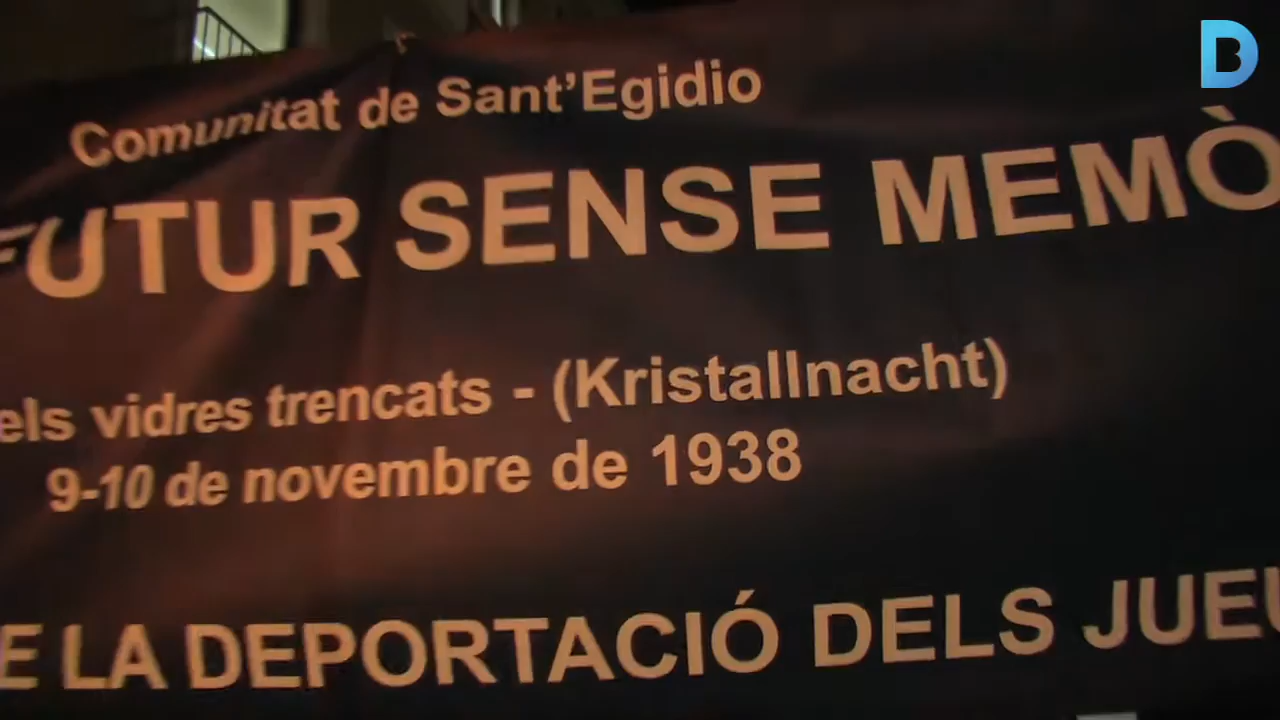 Comunitat de Sant'Egidio
FUTUR SENSE MEMÒ
els vidres trencats - (Kristallnacht)
9-10 de novembre de 1938
E LA DEPORTACIÓ DELS JUEU